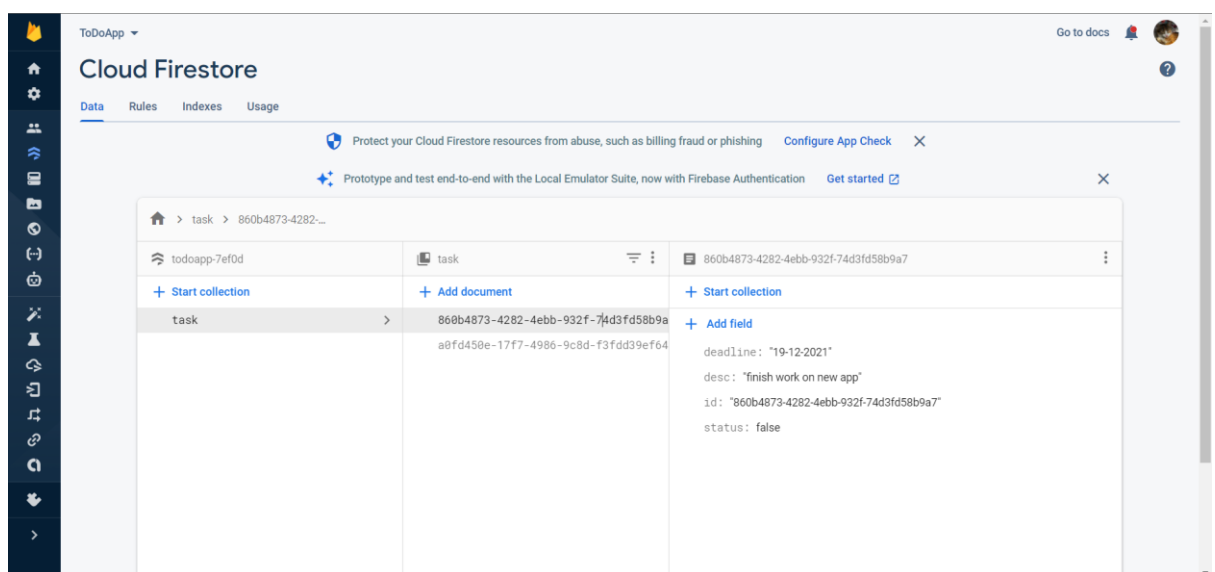 ToDoApp
Go to docs
Cloud Firestore
Data Rules Indexes Usage
Protect your Cloud Firestore resources from abuse, such as billing fraud or phishing Configure App Check
Prototype and test end-to-end with the Local Emulator Suite, now with Firebase Authentication Get started
task > 860b4873-4282-...
todoapp-7ef0d
task
860b4873-4282-4ebb-932f-74d3fd58b9a7
+ Start collection
+ Add document
+ Start collection
task
860b4873-4282-4ebb-932f-74d3fd58b9a
a0fd450e-17f7-4986-9c8d-f3fdd39ef64
+ Add field
deadline: "19-12-2021"
desc: "finish work on new app"
id: "860b4873-4282-4ebb-932f-74d3fd58b9a7"
status: false